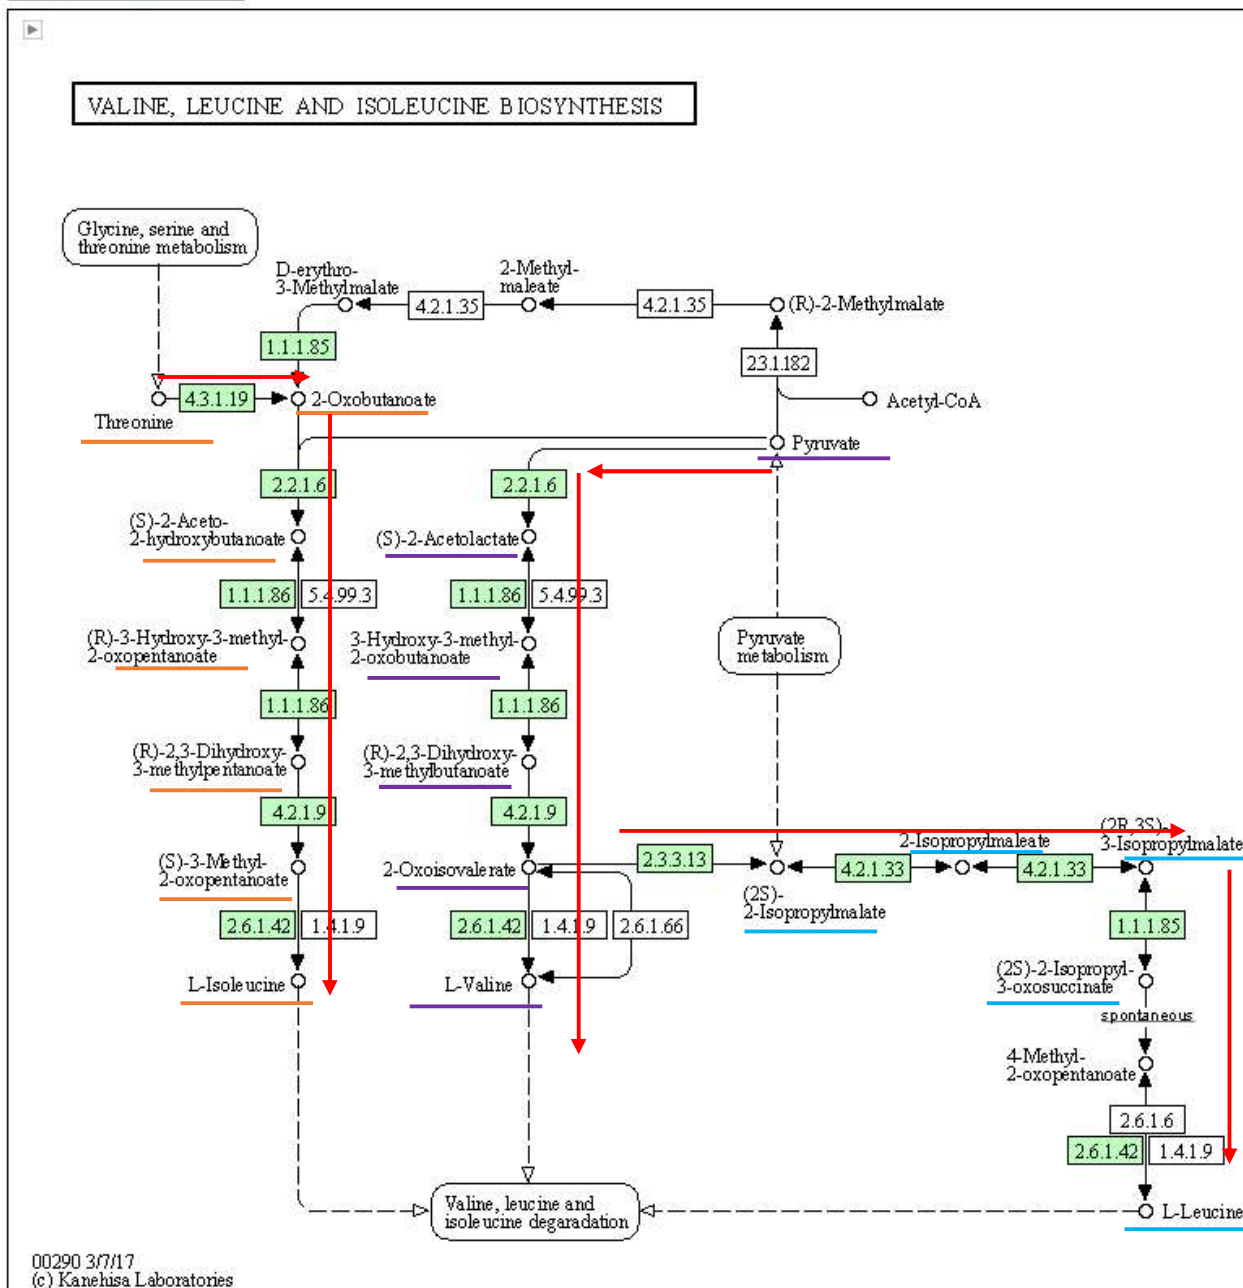 VALINE, LEUCINE AND ISOLEUCINE BIOSYNTHESIS
Glycine, serine and
threonine metabolism
D-erythro-
3-Methylmalate
2-Methyl-
maleate
4.2.1.35
4.2.1.35
(R)-2-Methylmalate
1.1.1.85
2.3.1.182
4.3.1.19
2-Oxobutanoate
Acetyl-CoA
Threonine
Pyruvate
2.2.1.6
2.2.1.6
(S)-2-Aceto-
2-hydroxybutanoate
(S)-2-Acetolactate
1.1.1.86
5.4.99.3
1.1.1.86
5.4.99.3
(R)-3-Hydroxy-3-methyl-
2-oxopentanoate
3-Hydroxy-3-methyl-
2-oxobutanoate
Pyruvate
metabolism
1.1.1.86
1.1.1.86
(R)-2,3-Dihydroxy-
3-methylpentanoate
(R)-2,3-Dihydroxy-
3-methylbutanoate
4.2.1.9
4.2.1.9
(S)-3-Methyl-
2-oxopentanoate
2-Oxoisovalerate
2.3.3.13
4.2.1.33
2-Isopropylmaleate
4.2.1.33
(2R,3S)-
3-Isopropylmalate
(2S)-
2-Isopropylmalate
2.6.1.42
1.4.1.9
2.6.1.42
1.4.1.9
2.6.1.66
1.1.1.85
L-Isoleucine
L-Valine
(2S)-2-Isopropyl-
3-oxosuccinate
spontaneous
4-Methyl-
2-oxopentanoate
2.6.1.6
2.6.1.42
1.4.1.9
Valine, leucine and
isoleucine degaradation
L-Leucine
00290 3/7/17
(c) Kanehisa Laboratories